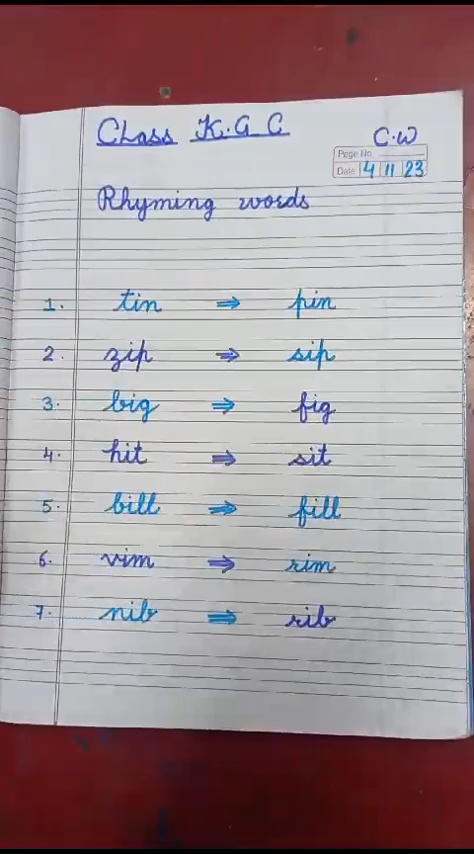 Class K.G C
C.W
Page No.
Date 4 11 23
Rhyming words
1. tin ⇒ pin
2. zip ⇒ sip
3. big ⇒ fig
4. hit ⇒ sit
5. bill ⇒ fill
6. vim ⇒ rim
7. nib ⇒ rib